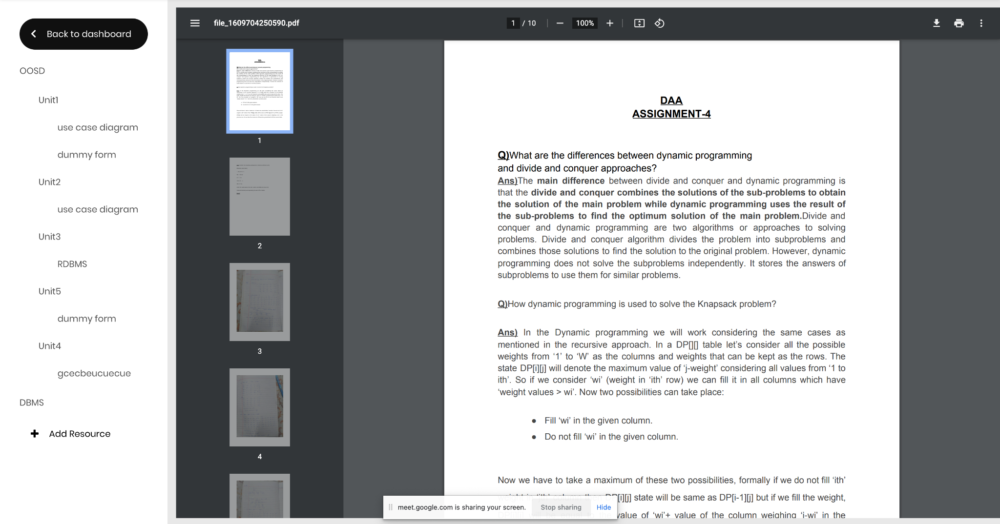 Back to dashboard
OOSD
Unit1
use case diagram
dummy form
Unit2
use case diagram
Unit3
RDBMS
Unit5
dummy form
Unit4
gcecbeucuecue
DBMS
Add Resource
file_1609704250590.pdf
1 / 10
100%
1
2
3
4
DAA
ASSIGNMENT-4
Q)What are the differences between dynamic programming
and divide and conquer approaches?
Ans)The main difference between divide and conquer and dynamic programming is
that the divide and conquer combines the solutions of the sub-problems to obtain
the solution of the main problem while dynamic programming uses the result of
the sub-problems to find the optimum solution of the main problem.Divide and
conquer and dynamic programming are two algorithms or approaches to solving
problems. Divide and conquer algorithm divides the problem into subproblems and
combines those solutions to find the solution to the original problem. However, dynamic
programming does not solve the subproblems independently. It stores the answers of
subproblems to use them for similar problems.
Q)How dynamic programming is used to solve the Knapsack problem?
Ans) In the Dynamic programming we will work considering the same cases as
mentioned in the recursive approach. In a DP[][] table let’s consider all the possible
weights from ‘1’ to ‘W’ as the columns and weights that can be kept as the rows. The
state DP[i][j] will denote the maximum value of ‘j-weight’ considering all values from ‘1 to
ith’. So if we consider ‘wi’ (weight in ‘ith’ row) we can fill it in all columns which have
‘weight values > wi’. Now two possibilities can take place:
● Fill ‘wi’ in the given column.
● Do not fill ‘wi’ in the given column.
Now we have to take a maximum of these two possibilities, formally if we do not fill ‘ith’
DP[i][j] state will be same as DP[i-1][j] but if we fill the weight,
value of ‘wi’+ value of the column weighing ‘j-wi’ in the
meet.google.com is sharing your screen.
Stop sharing
Hide